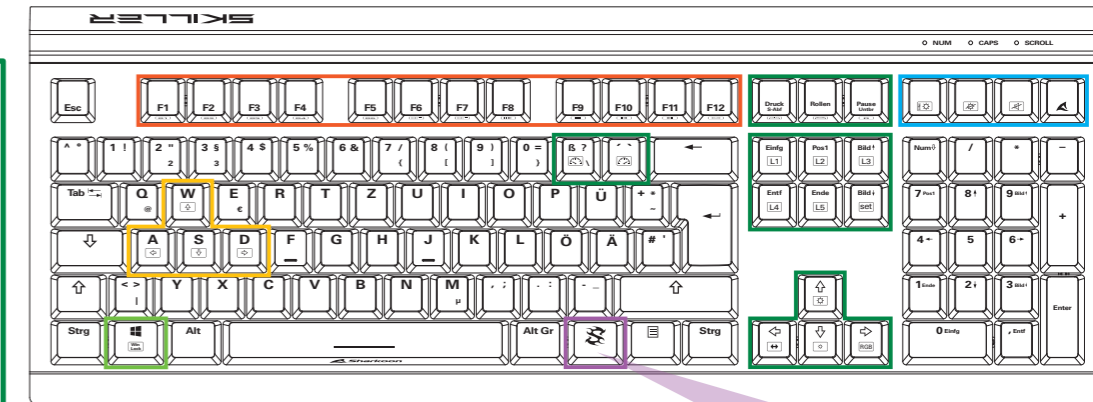 SKILLER
NUM CAPS SCROLL
Esc F1 F2 F3 F4 F5 F6 F7 F8 F9 F10 F11 F12 Druck S-Abf Rollen Pause Untbr
^ ° 1 ! 2 " 2 3 § 3 4 $ 5 % 6 & 7 / { 8 ( [ 9 ) ] 0 = } ß ? \ ´ ` Einfg L1 Pos1 L2 Bild L3 Num / * -
Tab Q @ W E € R T Z U I O P Ü + * ~ Entf L4 Ende L5 Bild set 7 Pos1 8 9 Bild +
A S D F G H J K L Ö Ä # ' 4 5 6
< > | Y X C V B N M µ , ; . : - _ 1 Ende 2 3 Bild Enter
Strg Win Lock Alt Alt Gr Strg RGB 0 Einfg , Entf
Sharkoon